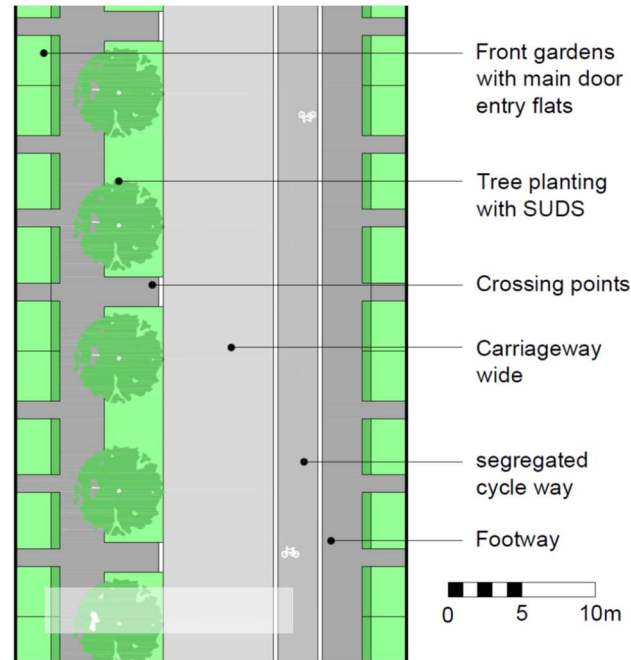 Front gardens
with main door
entry flats
Tree planting
with SUDS
Crossing points
Carriageway
wide
segregated
cycle way
Footway
0 5 10m